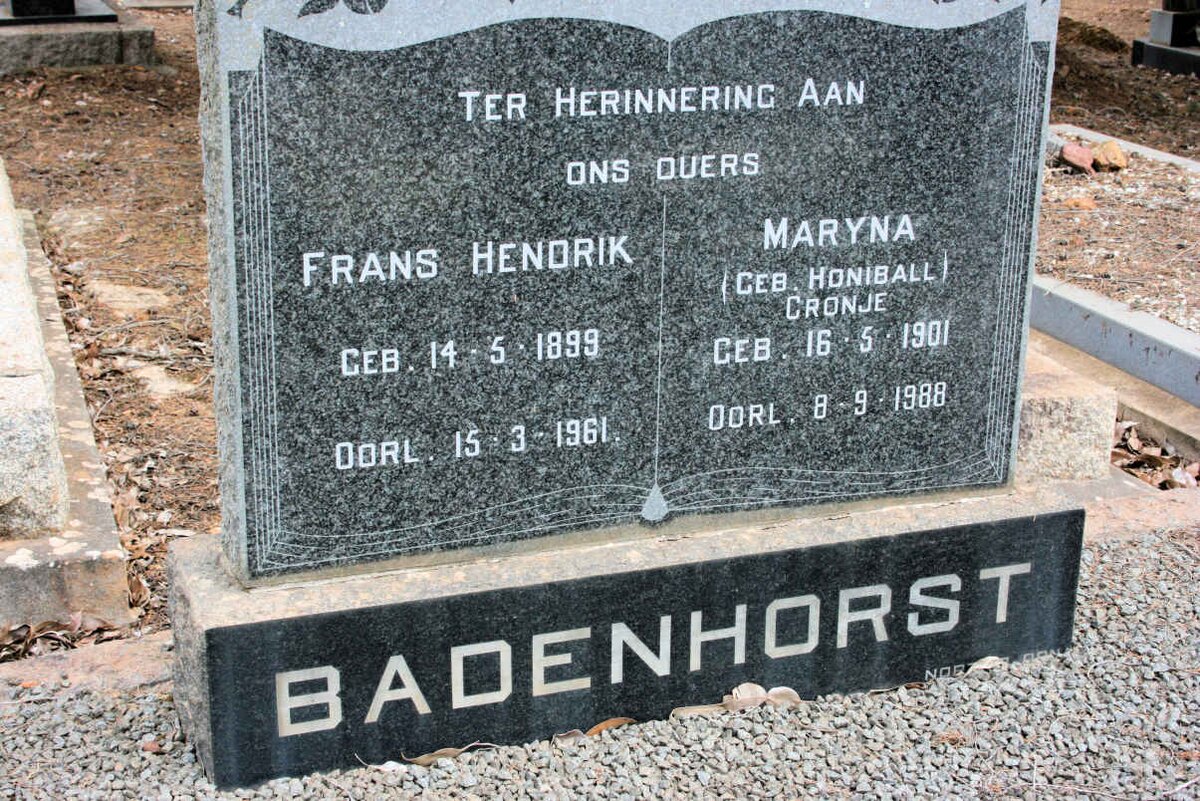 TER HERINNERING AAN
ONS OUERS
FRANS HENDRIK
GEB. 14·5·1899
OORL. 15·3·1961.
MARYNA
(GEB. HONIBALL)
CRONJE
GEB. 16·5·1901
OORL. 8·9·1988
BADENHORST